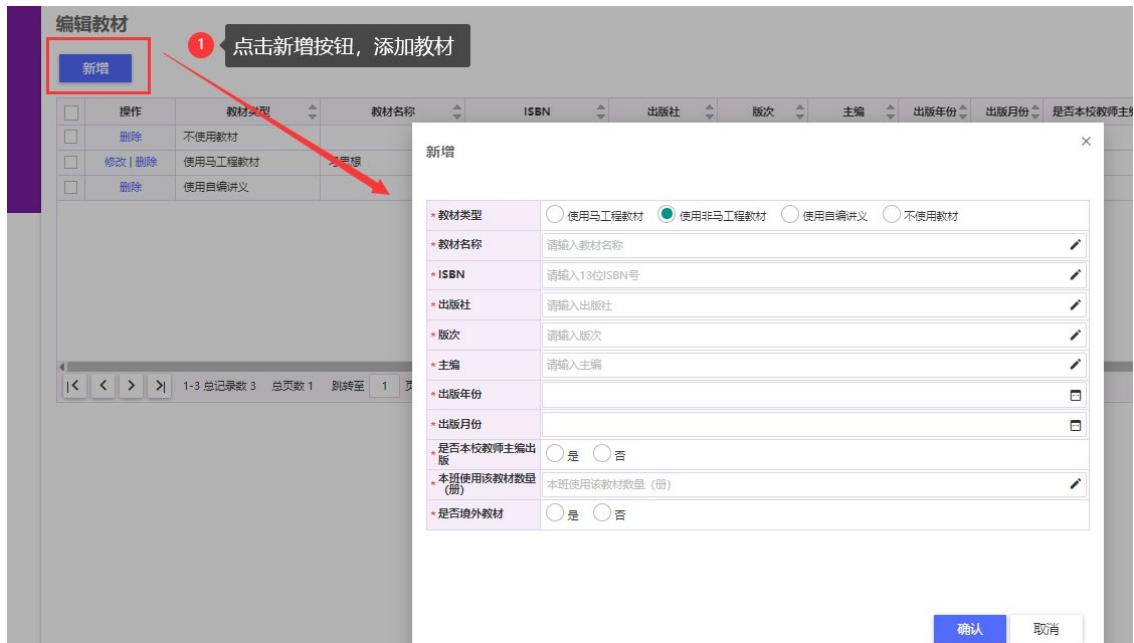 编辑教材
1 点击新增按钮，添加教材
新增
操作 教材类型 教材名称 ISBN 出版社 版次 主编 出版年份 出版月份 是否本校教师主编
删除 不使用教材
修改 | 删除 使用马工程教材 习思想
删除 使用自编讲义
1-3 总记录数 3 总页数 1 跳转至 1 页
新增
* 教材类型 使用马工程教材 使用非马工程教材 使用自编讲义 不使用教材
* 教材名称 请输入教材名称
* ISBN 请输入13位ISBN号
* 出版社 请输入出版社
* 版次 请输入版次
* 主编 请输入主编
* 出版年份
* 出版月份
* 是否本校教师主编出
版 是 否
* 本班使用该教材数量
（册） 本班使用该教材数量（册）
* 是否境外教材 是 否
确认 取消